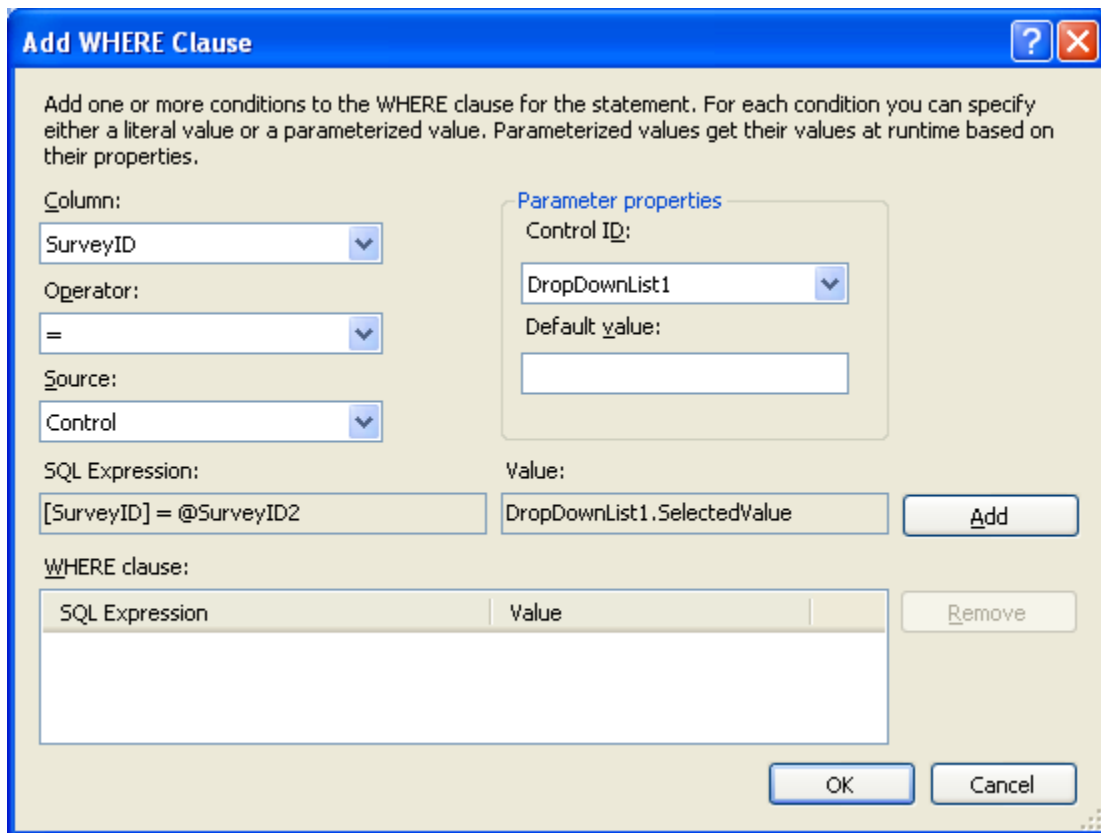 Add WHERE Clause
Add one or more conditions to the WHERE clause for the statement. For each condition you can specify
either a literal value or a parameterized value. Parameterized values get their values at runtime based on
their properties.
Column:
SurveyID
Operator:
=
Source:
Control
Parameter properties
Control ID:
DropDownList1
Default value:
SQL Expression:
[SurveyID] = @SurveyID2
Value:
DropDownList1.SelectedValue
Add
WHERE clause:
SQL Expression
Value
Remove
OK
Cancel